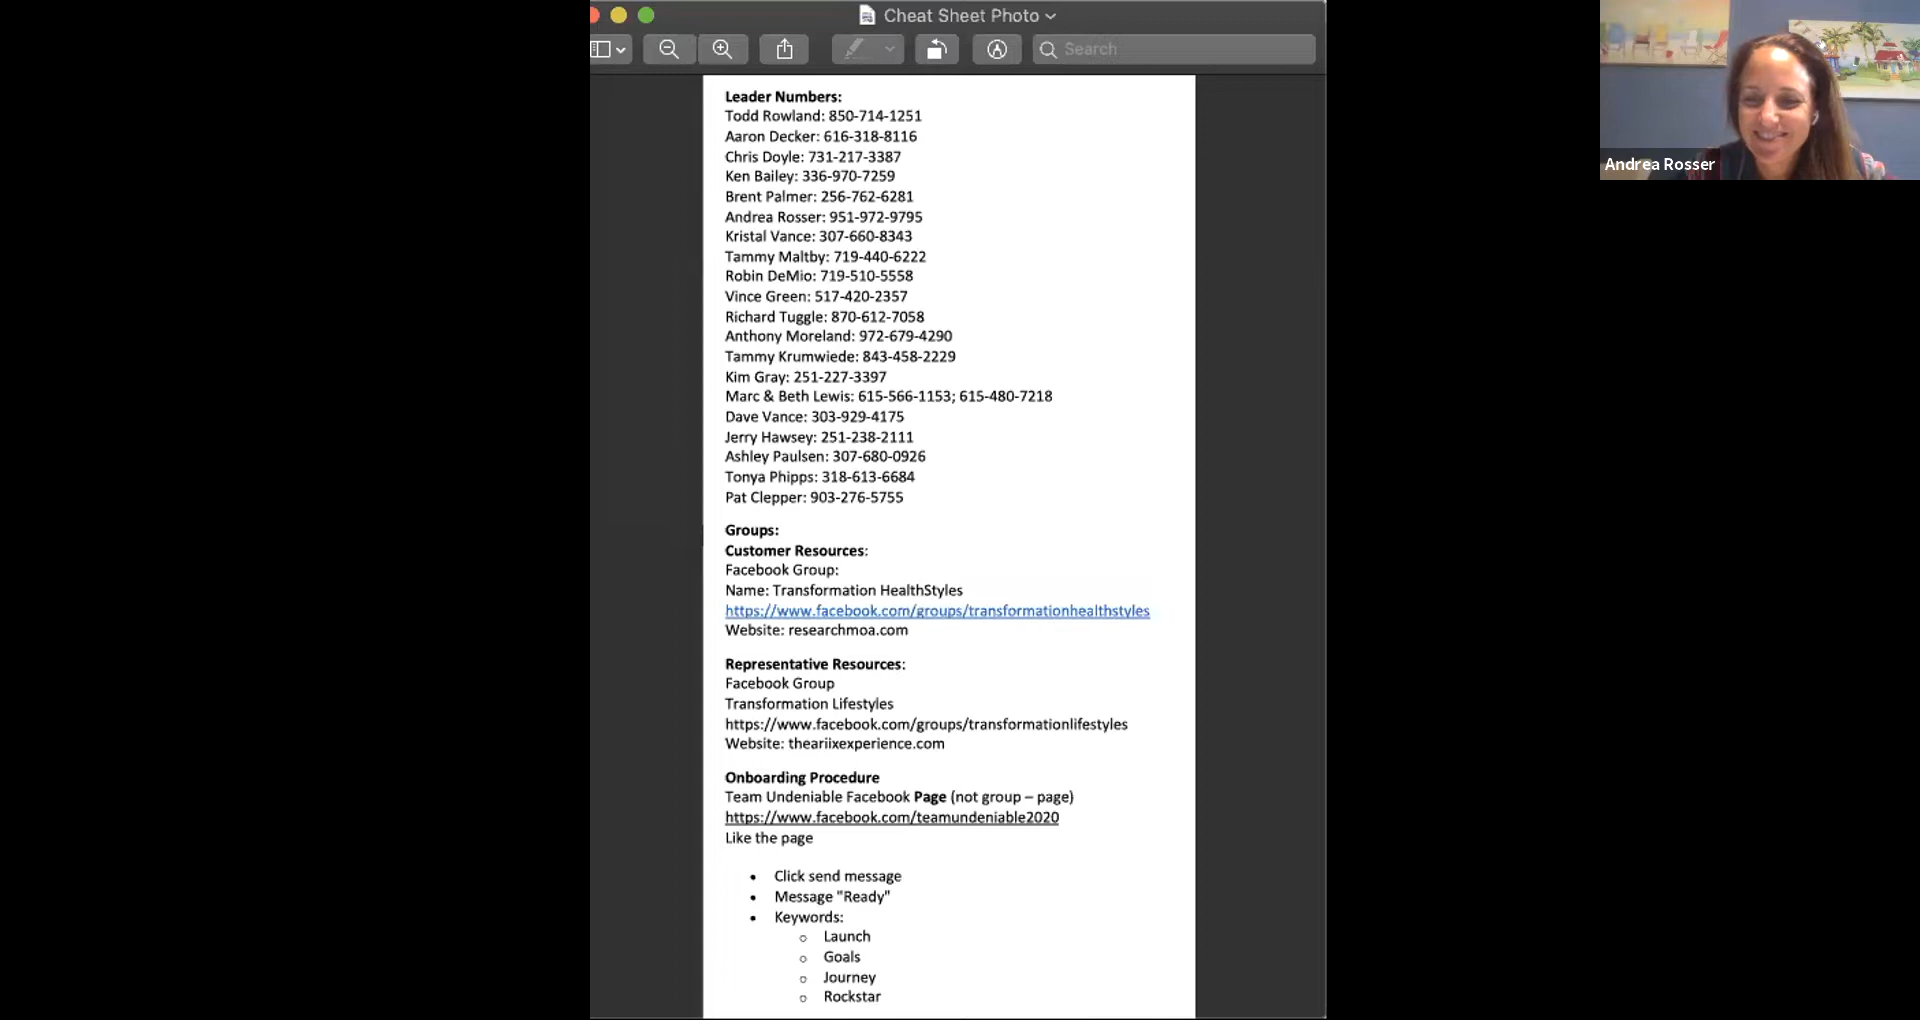 Cheat Sheet Photo
Search
Leader Numbers:
Todd Rowland: 850-714-1251
Aaron Decker: 616-318-8116
Chris Doyle: 731-217-3387
Ken Bailey: 336-970-7259
Brent Palmer: 256-762-6281
Andrea Rosser: 951-972-9795
Kristal Vance: 307-660-8343
Tammy Maltby: 719-440-6222
Robin DeMio: 719-510-5558
Vince Green: 517-420-2357
Richard Tuggle: 870-612-7058
Anthony Moreland: 972-679-4290
Tammy Krumwiede: 843-458-2229
Kim Gray: 251-227-3397
Marc & Beth Lewis: 615-566-1153; 615-480-7218
Dave Vance: 303-929-4175
Jerry Hawsey: 251-238-2111
Ashley Paulsen: 307-680-0926
Tonya Phipps: 318-613-6684
Pat Clepper: 903-276-5755
Groups:
Customer Resources:
Facebook Group:
Name: Transformation HealthStyles
https://www.facebook.com/groups/transformationhealthstyles
Website: researchmoa.com
Representative Resources:
Facebook Group
Transformation Lifestyles
https://www.facebook.com/groups/transformationlifestyles
Website: theariixexperience.com
Onboarding Procedure
Team Undeniable Facebook Page (not group – page)
https://www.facebook.com/teamundeniable2020
Like the page
• Click send message
• Message "Ready"
• Keywords:
o Launch
o Goals
o Journey
o Rockstar
Andrea Rosser